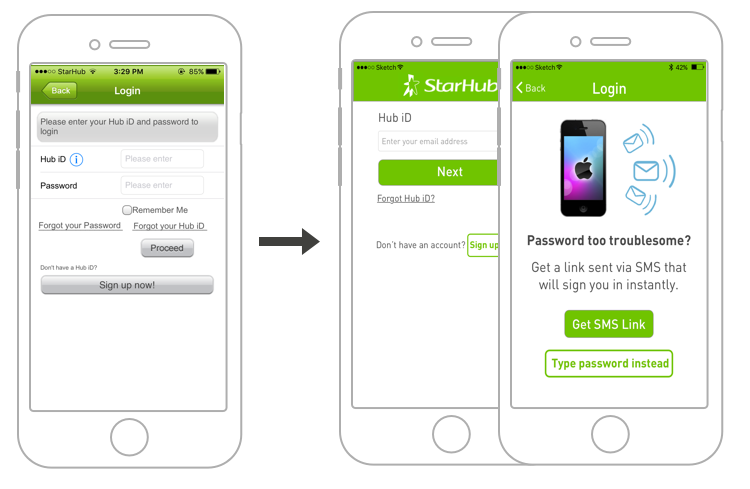 ●●●○○ StarHub 3:29 PM 85%
Back Login
Please enter your Hub iD and password to
login
Hub iD i Please enter
Password Please enter
Remember Me
Forgot your Password Forgot your Hub iD
Proceed
Don't have a Hub iD?
Sign up now!
●●●○○ Sketch
StarHub
Hub iD
Enter your email address
Next
Forgot Hub iD?
Don't have an account? Sign up
●●●○○ Sketch 42%
Back Login
Password too troublesome?
Get a link sent via SMS that
will sign you in instantly.
Get SMS Link
Type password instead